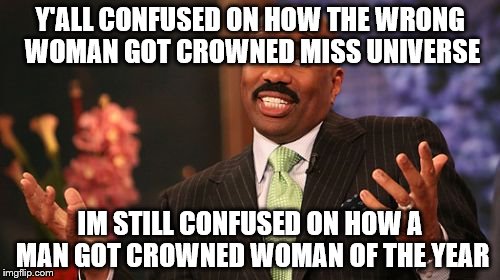 Y'ALL CONFUSED ON HOW THE WRONG
WOMAN GOT CROWNED MISS UNIVERSE
IM STILL CONFUSED ON HOW A
MAN GOT CROWNED WOMAN OF THE YEAR
imgflip.com